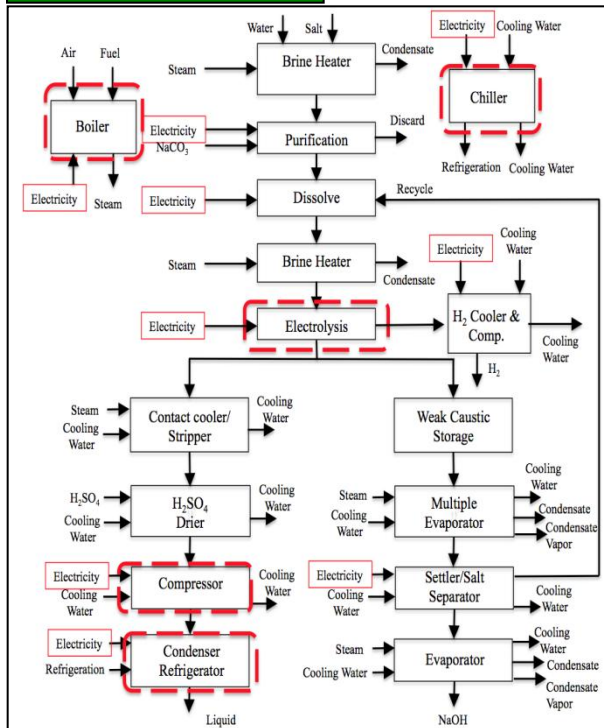 Water
Salt
Steam
Brine Heater
Condensate
Electricity
Cooling Water
Chiller
Refrigeration
Cooling Water
Air
Fuel
Boiler
Electricity
Steam
Electricity
NaCO3
Purification
Discard
Electricity
Dissolve
Recycle
Steam
Brine Heater
Condensate
Electricity
Cooling
Water
Electricity
Electrolysis
H2 Cooler &
Comp.
Cooling
Water
H2
Steam
Cooling
Water
Contact cooler/
Stripper
Cooling
Water
Weak Caustic
Storage
H2SO4
Cooling
Water
H2SO4
Drier
Cooling
Water
Steam
Cooling
Water
Multiple
Evaporator
Cooling
Water
Condensate
Condensate
Vapor
Electricity
Cooling
Water
Compressor
Cooling
Water
Electricity
Cooling
Water
Settler/Salt
Separator
Cooling
Water
Electricity
Refrigeration
Condenser
Refrigerator
Liquid
Steam
Cooling Water
Evaporator
Cooling
Water
Condensate
Condensate
Vapor
NaOH